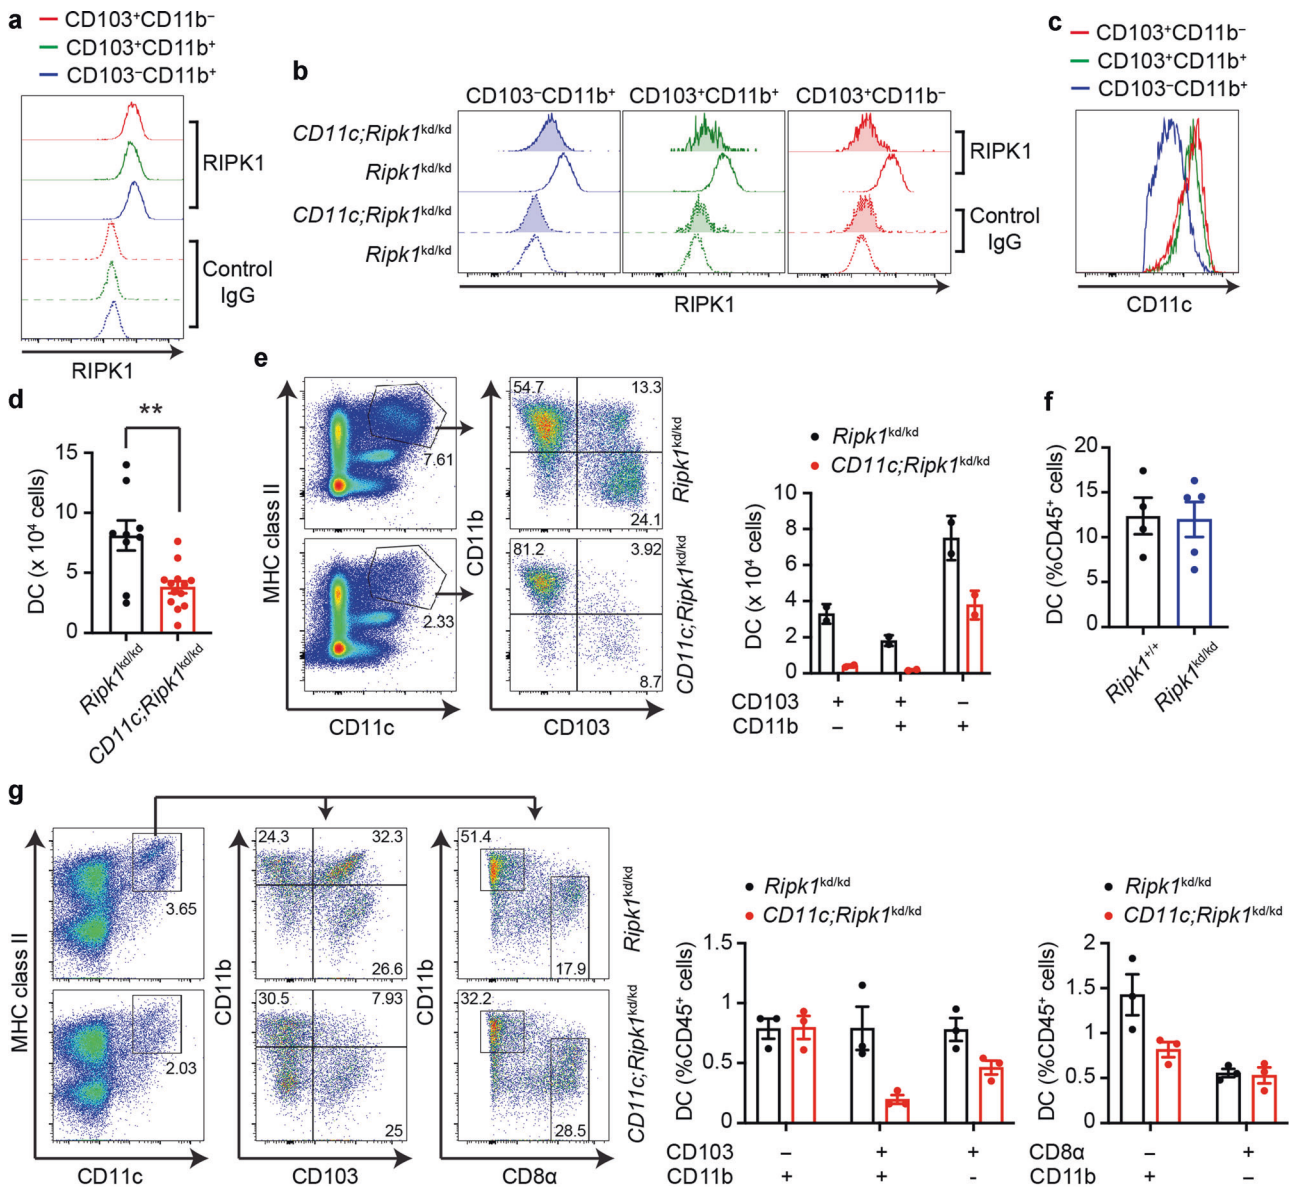 a
CD103⁺CD11b⁻
CD103⁺CD11b⁺
CD103⁻CD11b⁺
RIPK1
Control
IgG
RIPK1
b
CD103⁻CD11b⁺
CD103⁺CD11b⁺
CD103⁺CD11b⁻
CD11c;Ripk1kd/kd
Ripk1kd/kd
CD11c;Ripk1kd/kd
Ripk1kd/kd
RIPK1
Control
IgG
RIPK1
c
CD103⁺CD11b⁻
CD103⁺CD11b⁺
CD103⁻CD11b⁺
CD11c
d
**
DC (x 10⁴ cells)
15
10
5
0
Ripk1kd/kd
CD11c;Ripk1kd/kd
e
7.61
54.7
13.3
24.1
Ripk1kd/kd
MHC class II
CD11b
2.33
81.2
3.92
8.7
CD11c;Ripk1kd/kd
CD11c
CD103
Ripk1kd/kd
CD11c;Ripk1kd/kd
DC (x 10⁴ cells)
10
8
6
4
2
0
CD103 + + –
CD11b – + +
f
DC (%CD45⁺ cells)
20
15
10
5
0
Ripk1+/+
Ripk1kd/kd
g
3.65
24.3
32.3
26.6
51.4
17.9
Ripk1kd/kd
MHC class II
CD11b
CD11b
2.03
30.5
7.93
25
32.2
28.5
CD11c;Ripk1kd/kd
CD11c
CD103
CD8α
Ripk1kd/kd
CD11c;Ripk1kd/kd
DC (%CD45⁺ cells)
1.5
1
0.5
0
CD103 – + +
CD11b + + -
Ripk1kd/kd
CD11c;Ripk1kd/kd
DC (%CD45⁺ cells)
2
1.5
1
0.5
0
CD8α – +
CD11b + –